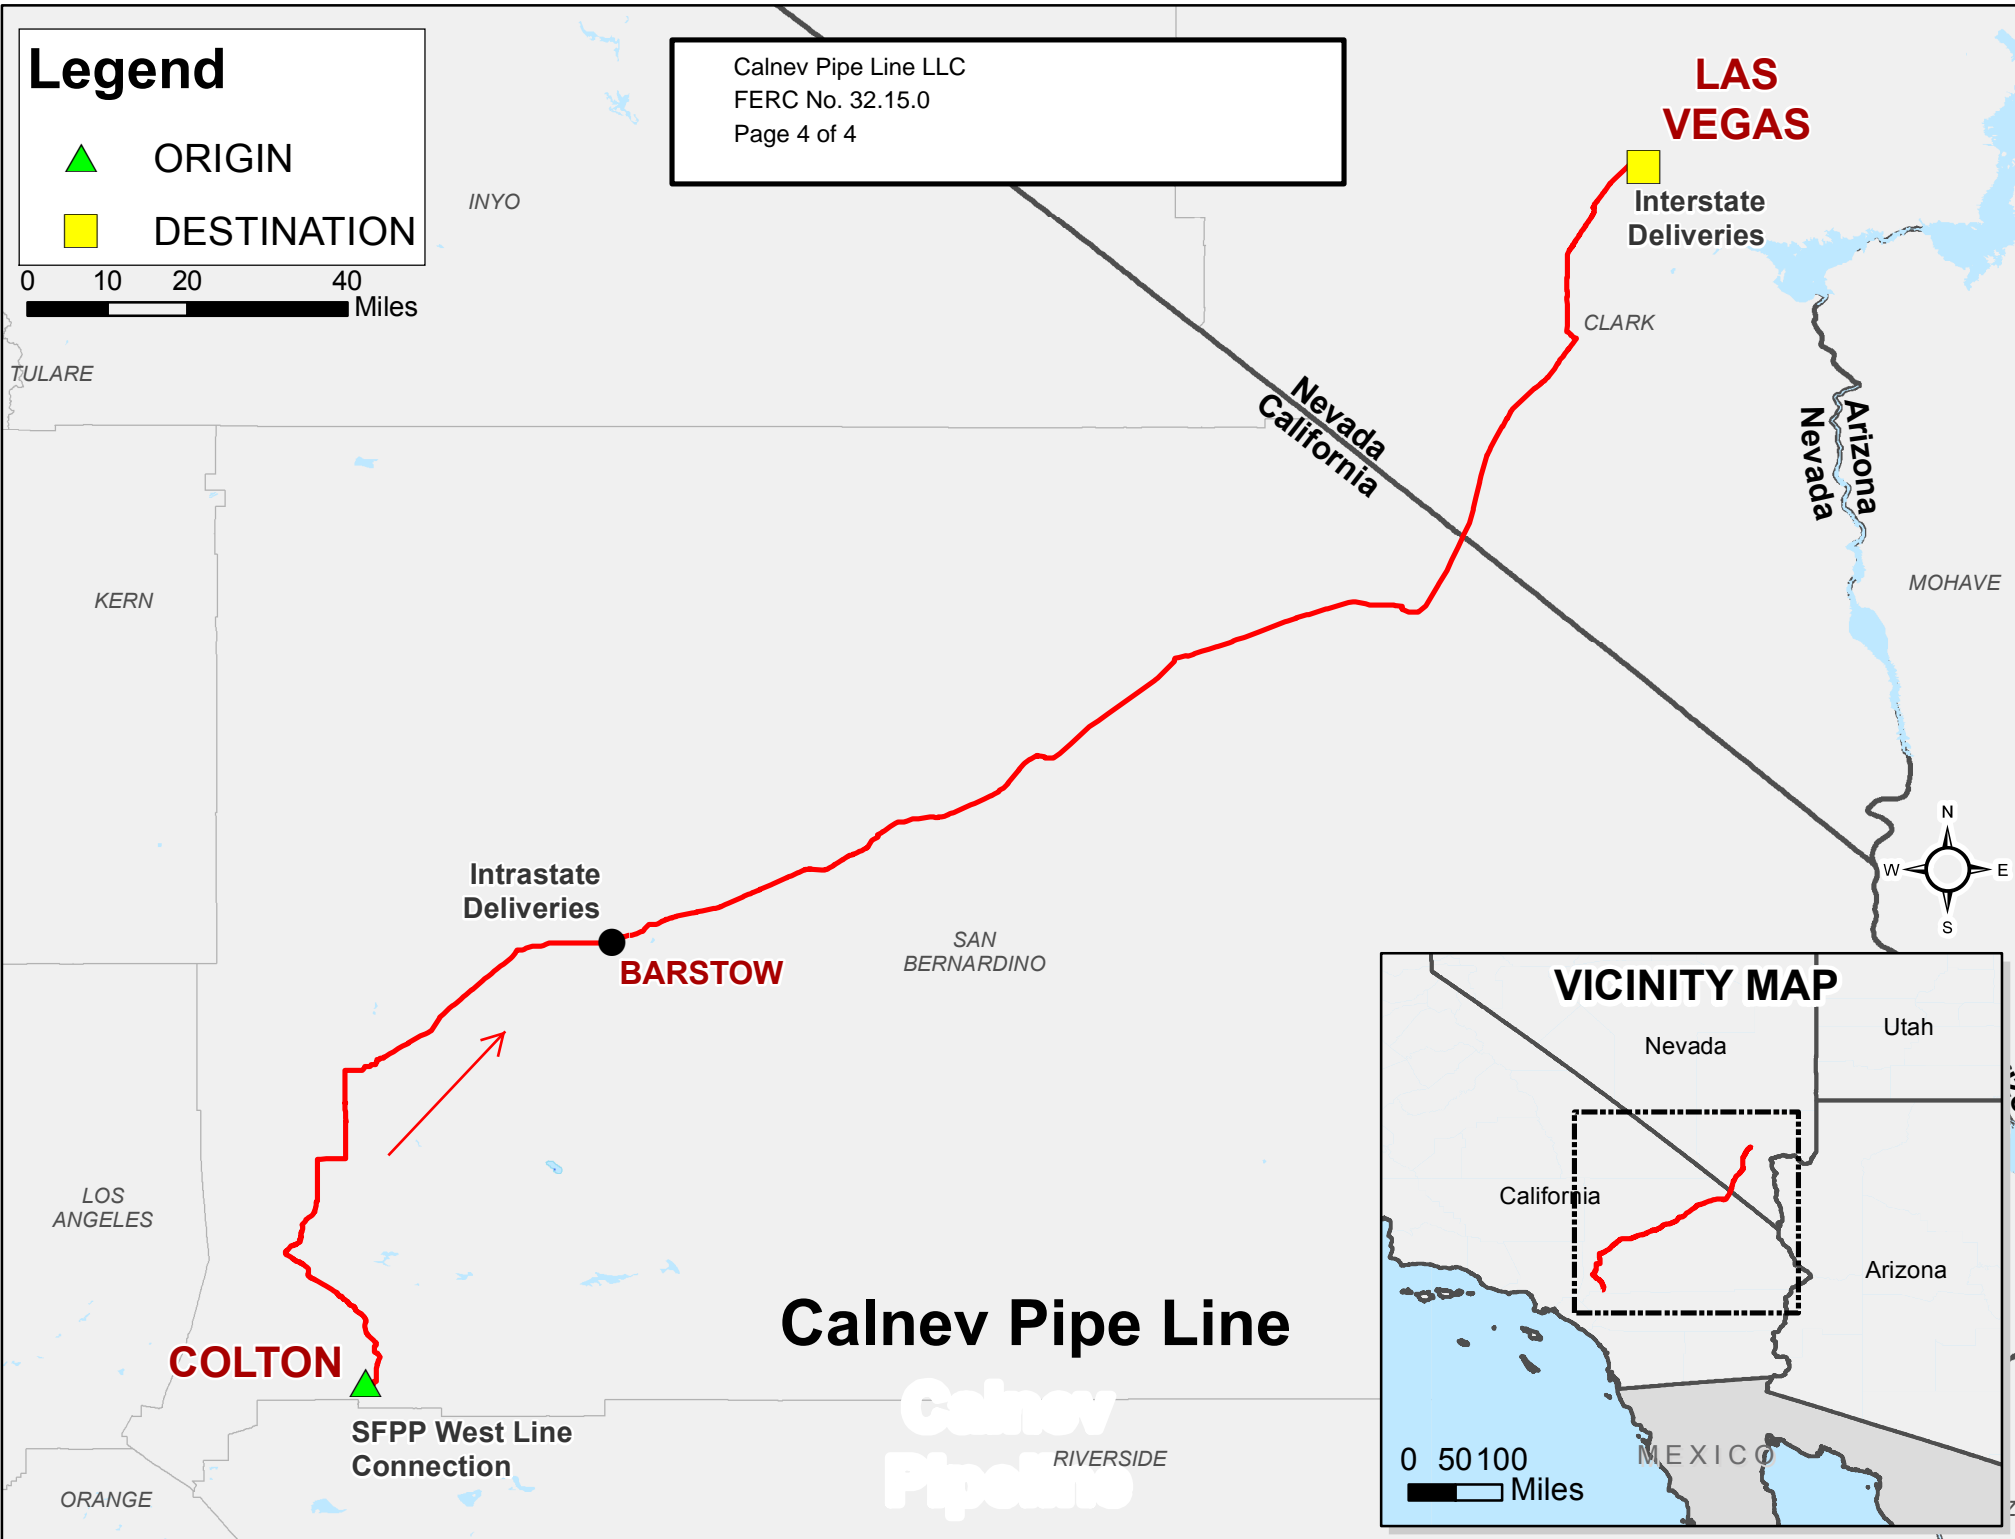 Legend
ORIGIN
DESTINATION
0 10 20 40
Miles
Calnev Pipe Line LLC
FERC No. 32.15.0
Page 4 of 4
LAS
VEGAS
Interstate
Deliveries
INYO
CLARK
TULARE
Nevada
California
Arizona
Nevada
KERN
MOHAVE
N
W E
S
Intrastate
Deliveries
BARSTOW
SAN
BERNARDINO
LOS
ANGELES
COLTON
SFPP West Line
Connection
ORANGE
Calnev Pipe Line
Calnev
Pipeline
RIVERSIDE
VICINITY MAP
Nevada
Utah
California
Arizona
MEXICO
0 50 100
Miles